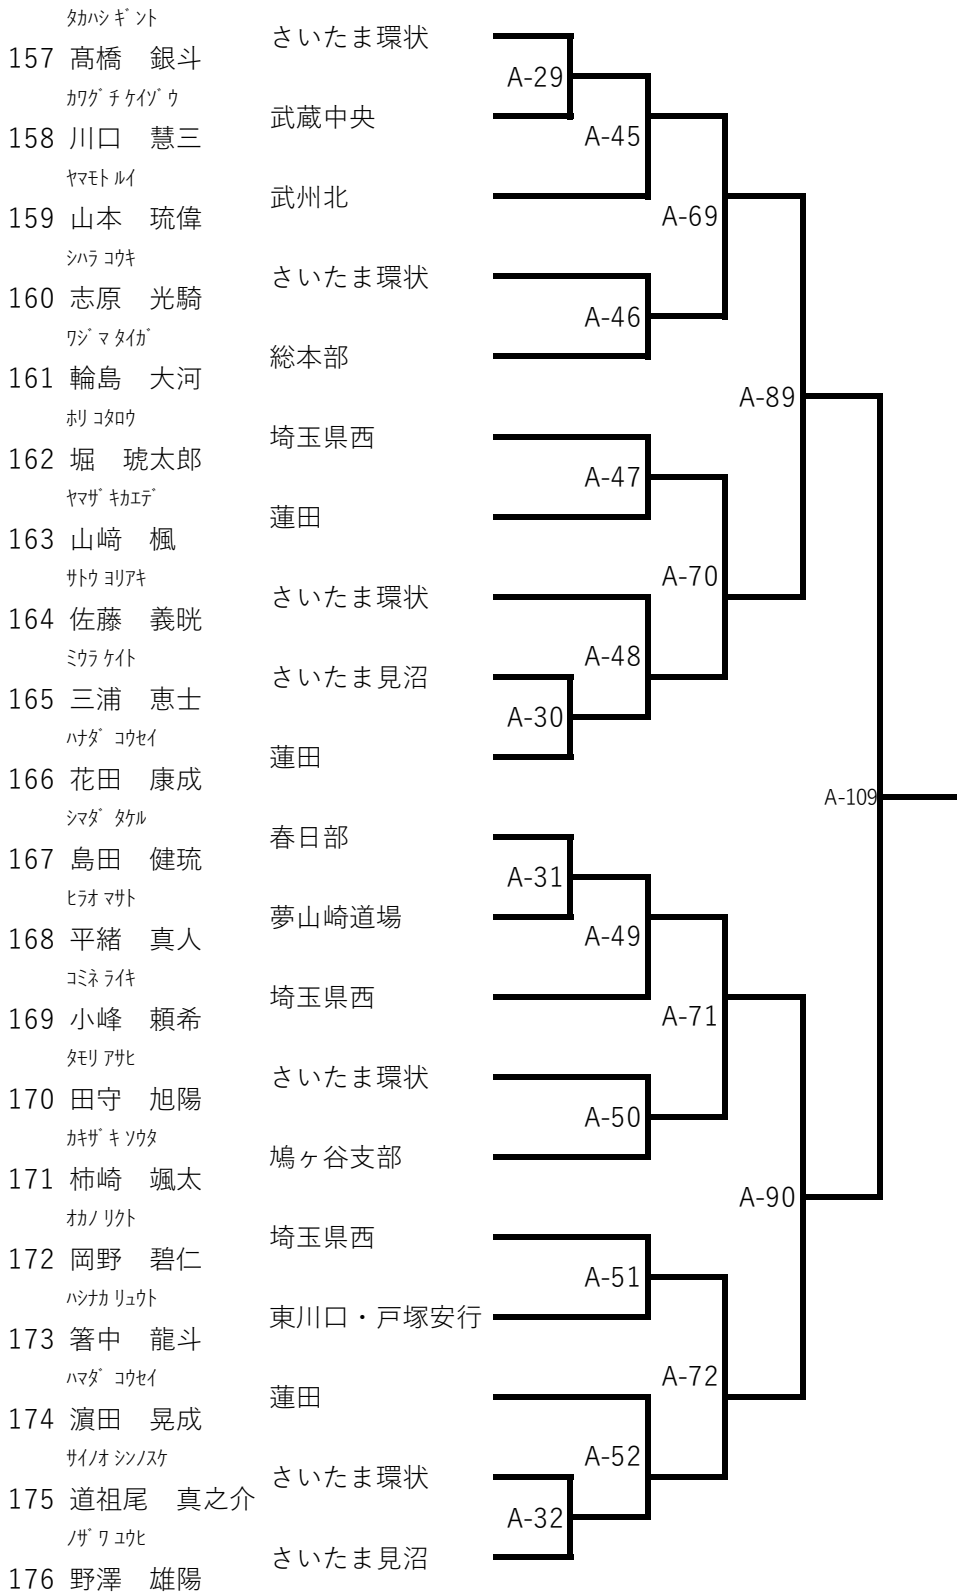 ﾀｶﾊｼ ｷﾞﾝﾄ
さいたま環状
157 髙橋　銀斗
A-29
ｶﾜｸﾞﾁ ｹｲｿﾞｳ
武蔵中央
158 川口　慧三
A-45
ﾔﾏﾓﾄ ﾙｲ
武州北
159 山本　琉偉
A-69
ｼﾊﾗ ｺｳｷ
さいたま環状
160 志原　光騎
A-46
ﾜｼﾞﾏ ﾀｲｶﾞ
総本部
161 輪島　大河
A-89
ﾎﾘ ｺﾀﾛｳ
埼玉県西
162 堀　琥太郎
A-47
ﾔﾏｻﾞｷｶｴﾃﾞ
蓮田
163 山﨑　楓
A-70
ｻﾄｳ ﾖﾘｱｷ
さいたま環状
164 佐藤　義晄
A-48
ﾐｳﾗ ｹｲﾄ
さいたま見沼
165 三浦　恵士
A-30
ﾊﾅﾀﾞ ｺｳｾｲ
蓮田
166 花田　康成
A-109
ｼﾏﾀﾞ ﾀｹﾙ
春日部
167 島田　健琉
A-31
ﾋﾗｵ ﾏｻﾄ
夢山崎道場
168 平緒　真人
A-49
ｺﾐﾈ ﾗｲｷ
埼玉県西
169 小峰　頼希
A-71
ﾀﾓﾘ ｱｻﾋ
さいたま環状
170 田守　旭陽
A-50
ｶｷｻﾞｷ ｿｳﾀ
鳩ヶ谷支部
171 柿崎　颯太
A-90
ｵｶﾉ ﾘｸﾄ
埼玉県西
172 岡野　碧仁
A-51
ﾊｼﾅｶ ﾘｭｳﾄ
東川口・戸塚安行
173 箸中　龍斗
A-72
ﾊﾏﾀﾞ ｺｳｾｲ
蓮田
174 濵田　晃成
A-52
ｻｲﾉｵ ｼﾝﾉｽｹ
さいたま環状
175 道祖尾　真之介
A-32
ﾉｻﾞﾜ ﾕｳﾋ
さいたま見沼
176 野澤　雄陽